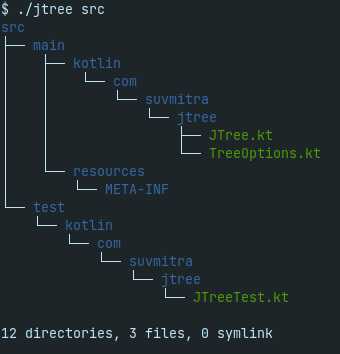 $ ./jtree src
src
├── main
│   ├── kotlin
│   │   └── com
│   │       └── suvmitra
│   │           └── jtree
│   │               ├── JTree.kt
│   │               └── TreeOptions.kt
│   └── resources
│       └── META-INF
└── test
    └── kotlin
        └── com
            └── suvmitra
                └── jtree
                    └── JTreeTest.kt

12 directories, 3 files, 0 symlink